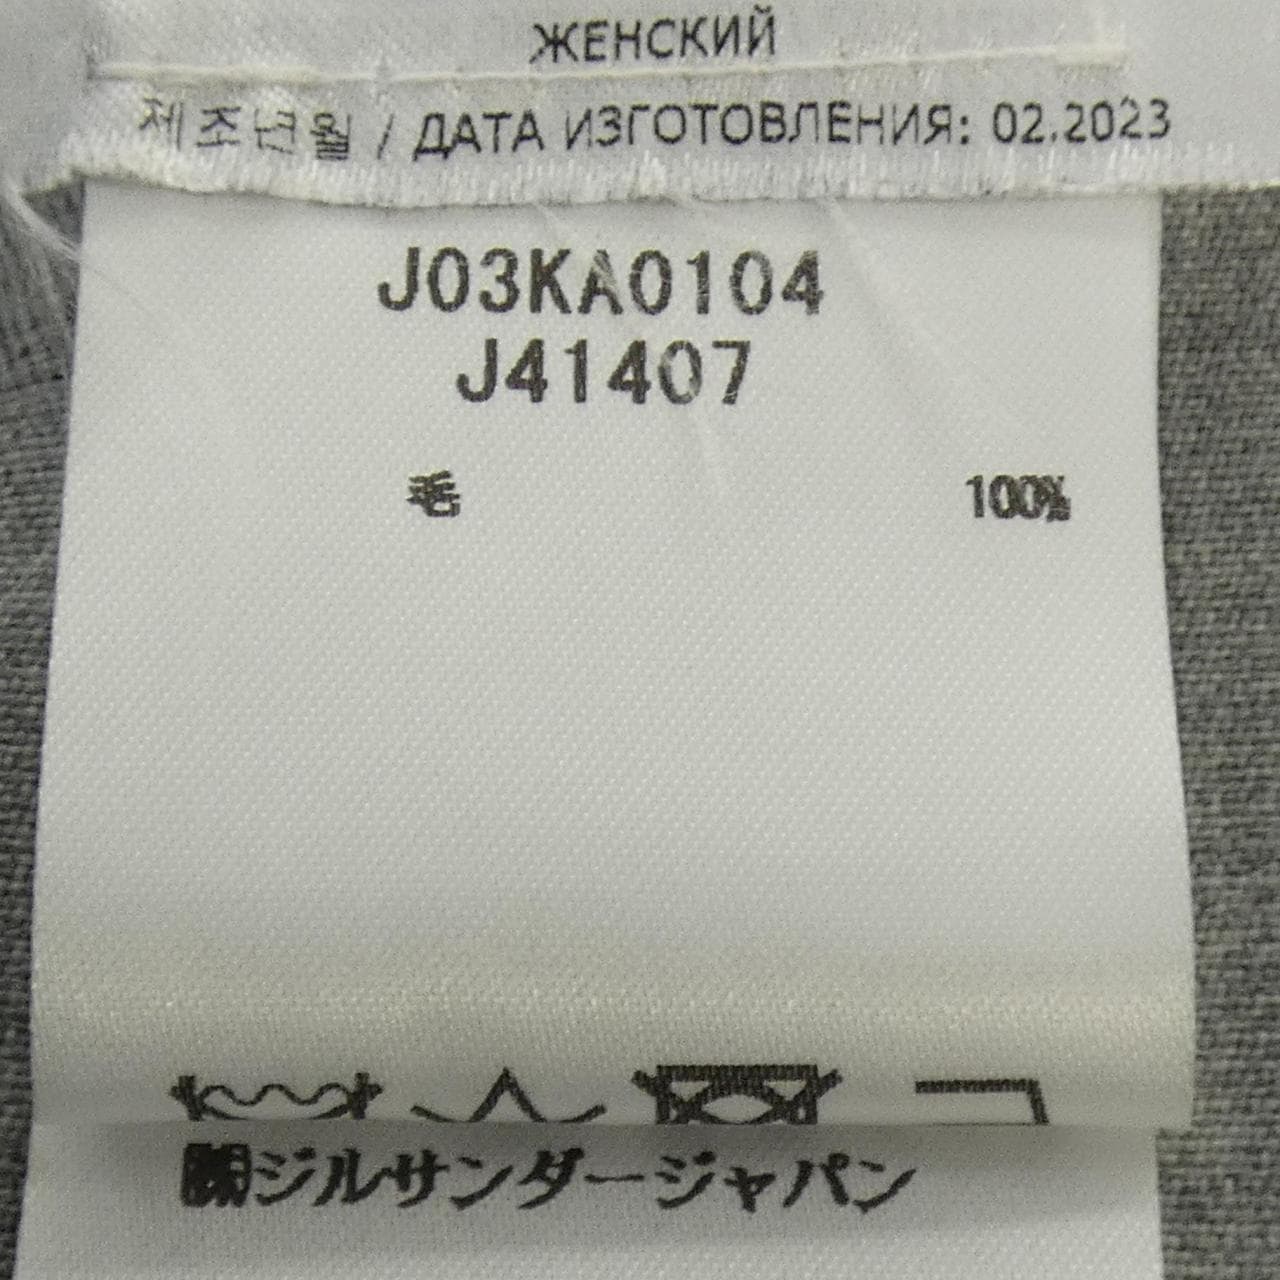 ЖЕНСКИЙ
제조년월 / ДАТА ИЗГОТОВЛЕНИЯ: 02.2023
J03KA0104
J41407
毛 100%
㈱ジルサンダージャパン